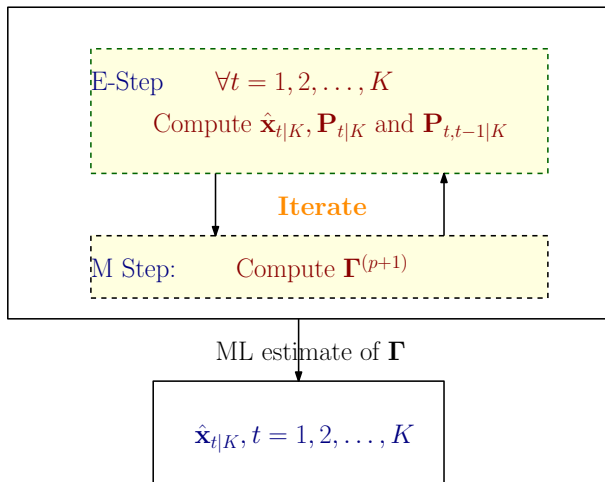 E-Step ∀t = 1, 2, . . . , K
Compute x̂_{t|K}, P_{t|K} and P_{t,t−1|K}
Iterate
M Step: Compute Γ^{(p+1)}
ML estimate of Γ
x̂_{t|K}, t = 1, 2, . . . , K